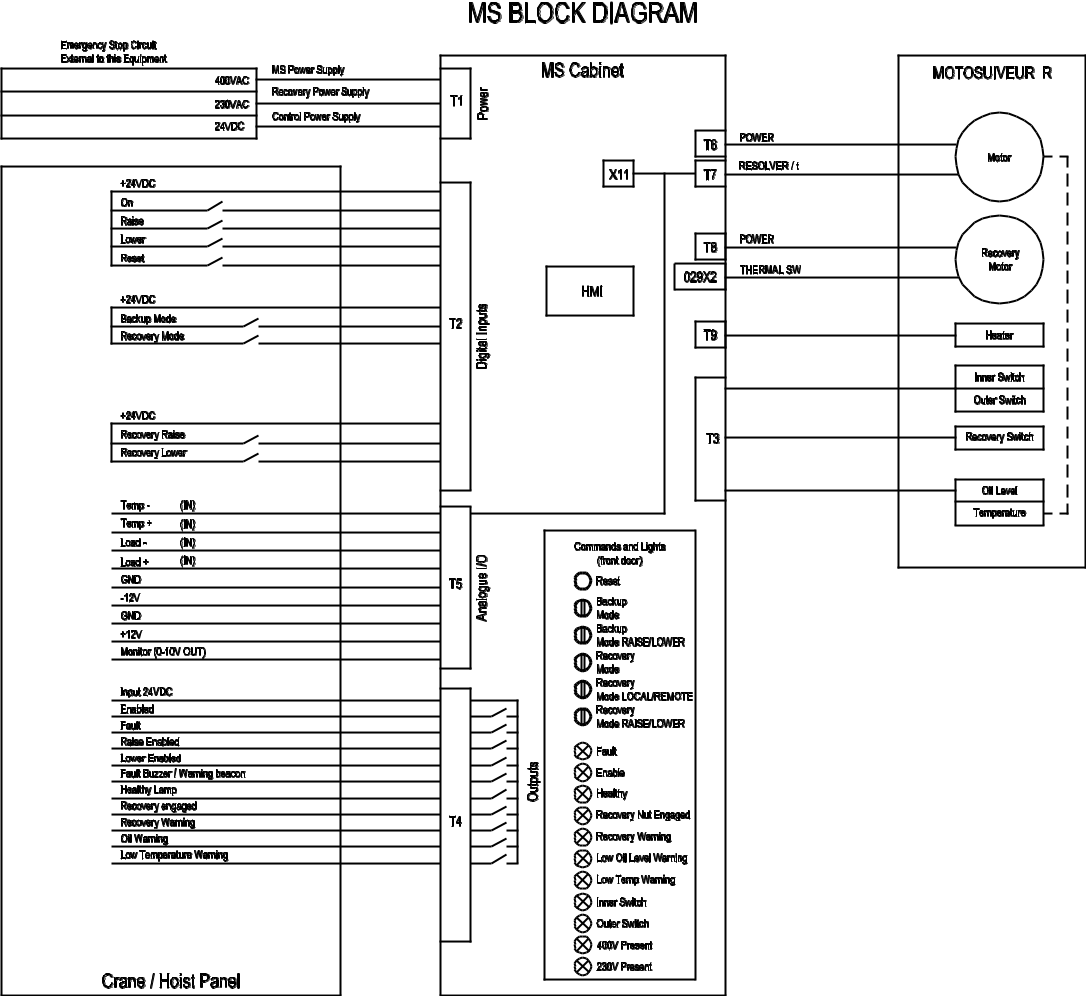 MS BLOCK DIAGRAM
Emergency Stop Circuit
External to this Equipment
400VAC
230VAC
24VDC
MS Power Supply
Recovery Power Supply
Control Power Supply
T1
Power
MS Cabinet
MOTOSUIVEUR R
+24VDC
On
Raise
Lower
Reset
+24VDC
Backup Mode
Recovery Mode
+24VDC
Recovery Raise
Recovery Lower
T2
Digital Inputs
Temp - (IN)
Temp + (IN)
Load - (IN)
Load + (IN)
GND
-12V
GND
+12V
Monitor (0-10V OUT)
T5
Analogue I/O
Input 24VDC
Enabled
Fault
Raise Enabled
Lower Enabled
Fault Buzzer / Warning beacon
Healthy Lamp
Recovery engaged
Recovery Warning
Oil Warning
Low Temperature Warning
T4
Outputs
Crane / Hoist Panel
X11
HMI
T6
T7
T8
029X2
T9
T3
POWER
RESOLVER / t
POWER
THERMAL SW
Motor
Recovery
Motor
Heater
Inner Switch
Outer Switch
Recovery Switch
Oil Level
Temperature
Commands and Lights
(front door)
Reset
Backup
Mode
Backup
Mode RAISE/LOWER
Recovery
Mode
Recovery
Mode LOCAL/REMOTE
Recovery
Mode RAISE/LOWER
Fault
Enable
Healthy
Recovery Nut Engaged
Recovery Warning
Low Oil Level Warning
Low Temp Warning
Inner Switch
Outer Switch
400V Present
230V Present